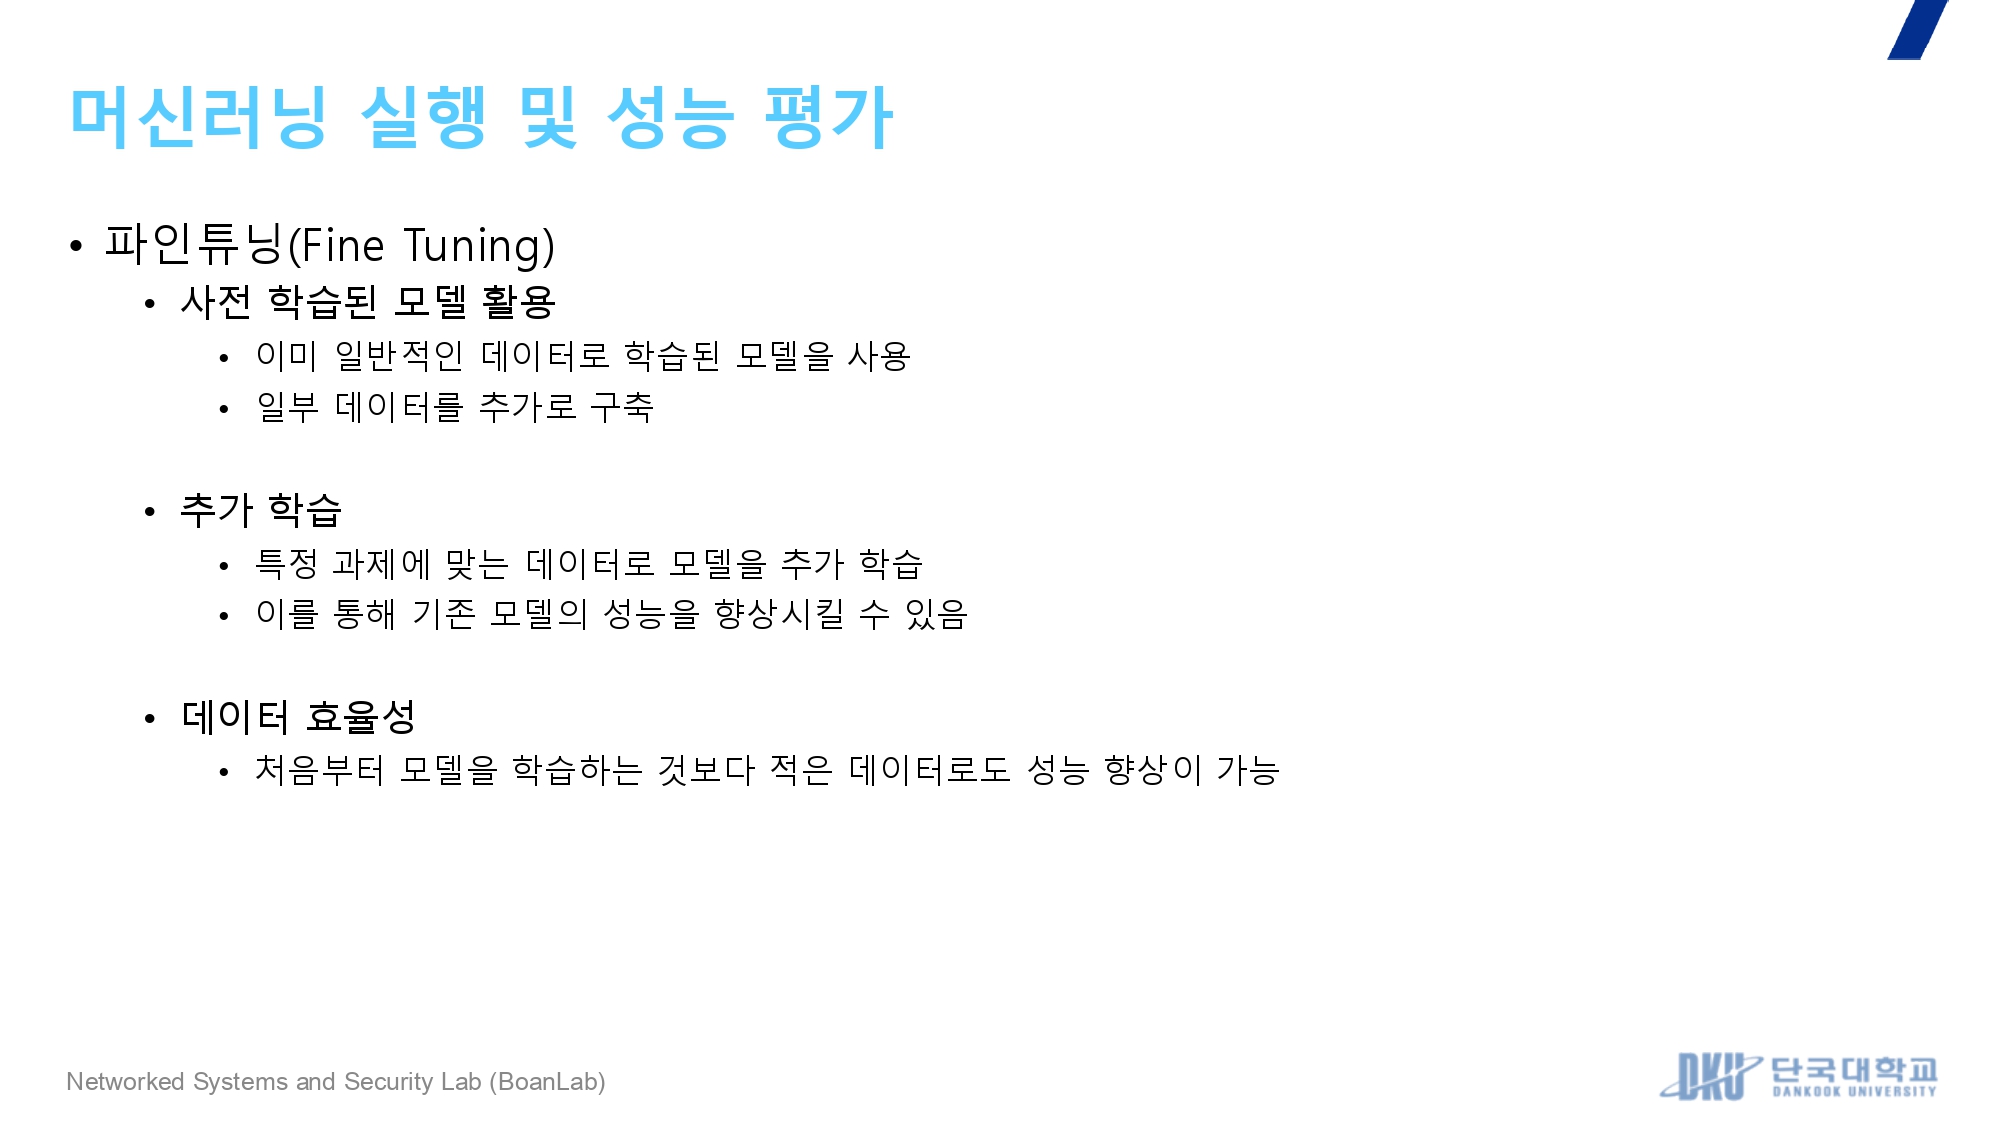 머신러닝 실행 및 성능 평가
• 파인튜닝(Fine Tuning)
• 사전 학습된 모델 활용
• 이미 일반적인 데이터로 학습된 모델을 사용
• 일부 데이터를 추가로 구축
• 추가 학습
• 특정 과제에 맞는 데이터로 모델을 추가 학습
• 이를 통해 기존 모델의 성능을 향상시킬 수 있음
• 데이터 효율성
• 처음부터 모델을 학습하는 것보다 적은 데이터로도 성능 향상이 가능
Networked Systems and Security Lab (BoanLab)
DKU 단국대학교
DANKOOK UNIVERSITY